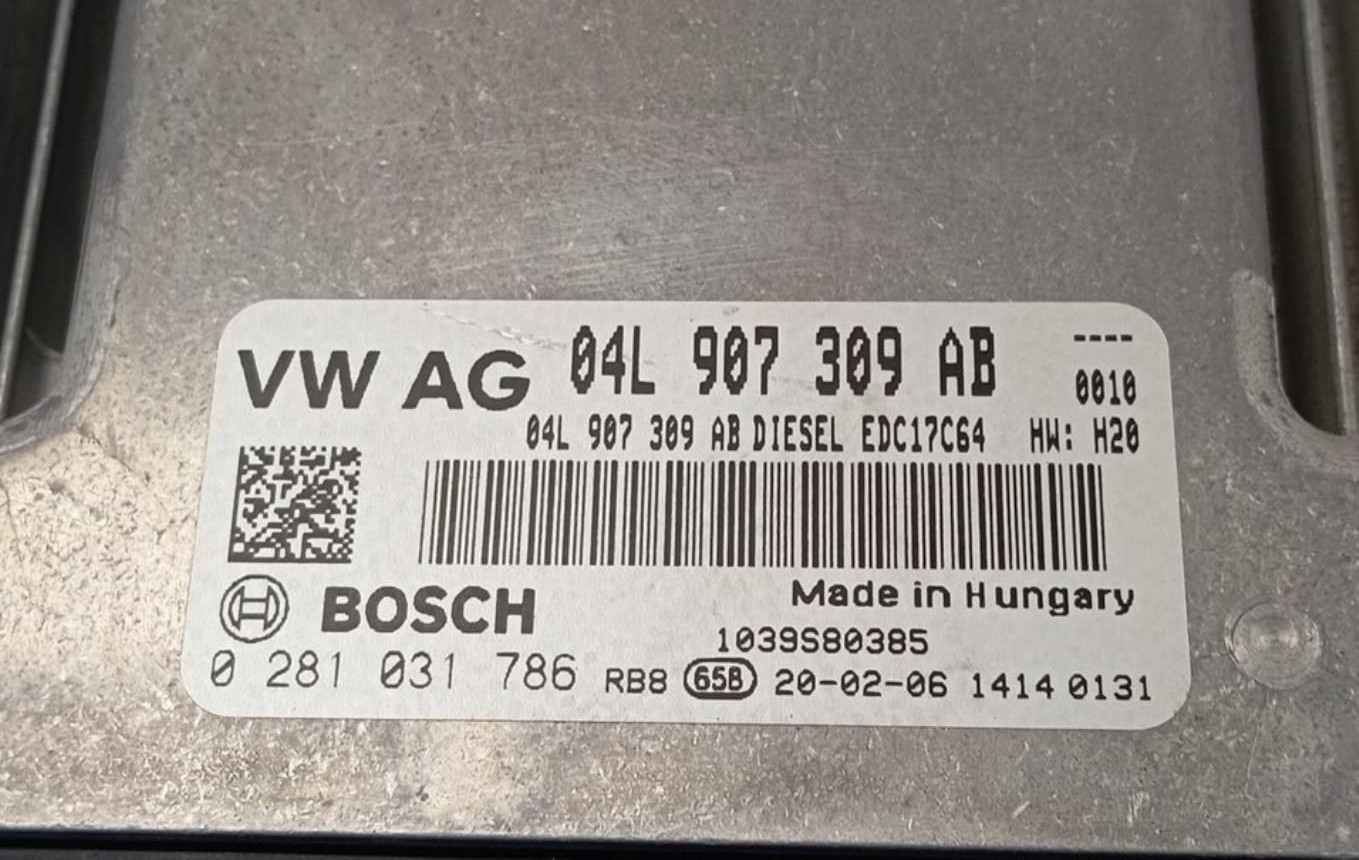 VW AG 04L 907 309 AB ----
0010
04L 907 309 AB DIESEL EDC17C64 HW: H20
BOSCH Made in Hungary
1039S80385
0 281 031 786 RB8 65B 20-02-06 1414 0131